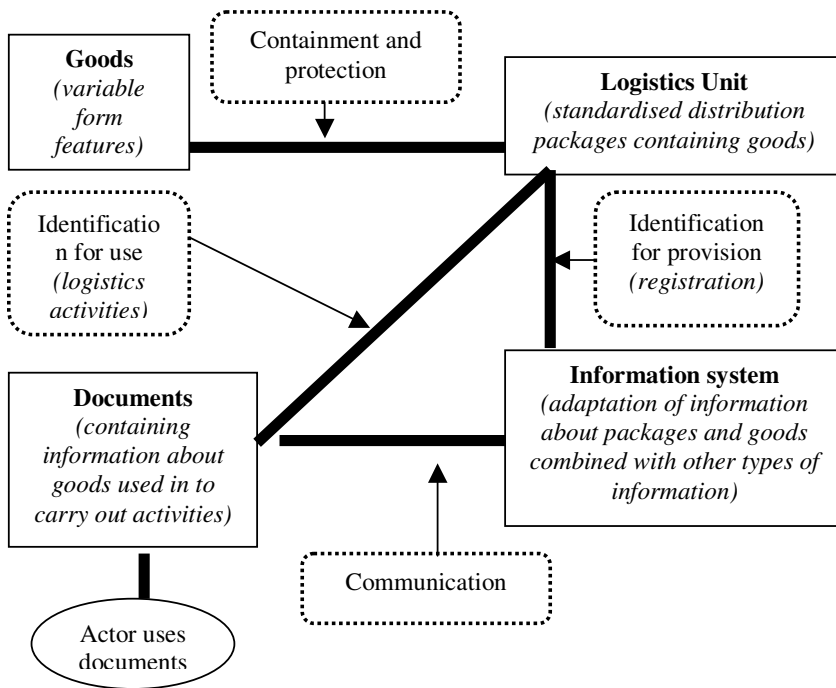 Containment and
protection
Goods
(variable
form
features)
Logistics Unit
(standardised distribution
packages containing goods)
Identificatio
n for use
(logistics
activities)
Identification
for provision
(registration)
Documents
(containing
information about
goods used in to
carry out activities)
Information system
(adaptation of information
about packages and goods
combined with other types of
information)
Communication
Actor uses
documents